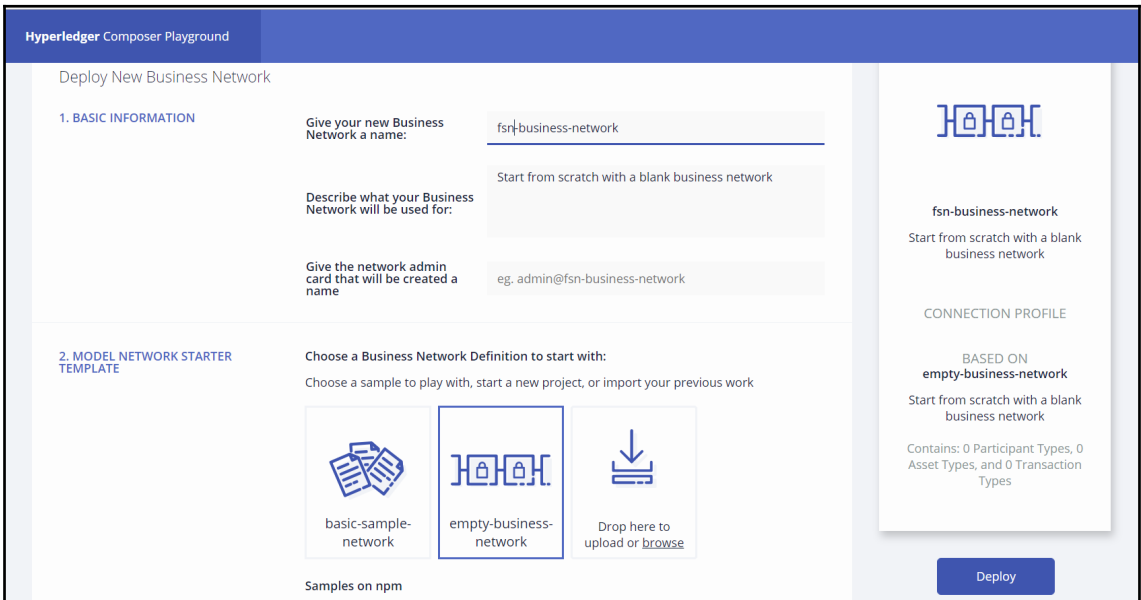 Hyperledger Composer Playground
Deploy New Business Network
1. BASIC INFORMATION
Give your new Business
Network a name:
fsn-business-network
Describe what your Business
Network will be used for:
Start from scratch with a blank business network
Give the network admin
card that will be created a
name
eg. admin@fsn-business-network
2. MODEL NETWORK STARTER
TEMPLATE
Choose a Business Network Definition to start with:
Choose a sample to play with, start a new project, or import your previous work
basic-sample-
network
empty-business-
network
Drop here to
upload or browse
Samples on npm
fsn-business-network
Start from scratch with a blank
business network
CONNECTION PROFILE
BASED ON
empty-business-network
Start from scratch with a blank
business network
Contains: 0 Participant Types, 0
Asset Types, and 0 Transaction
Types
Deploy